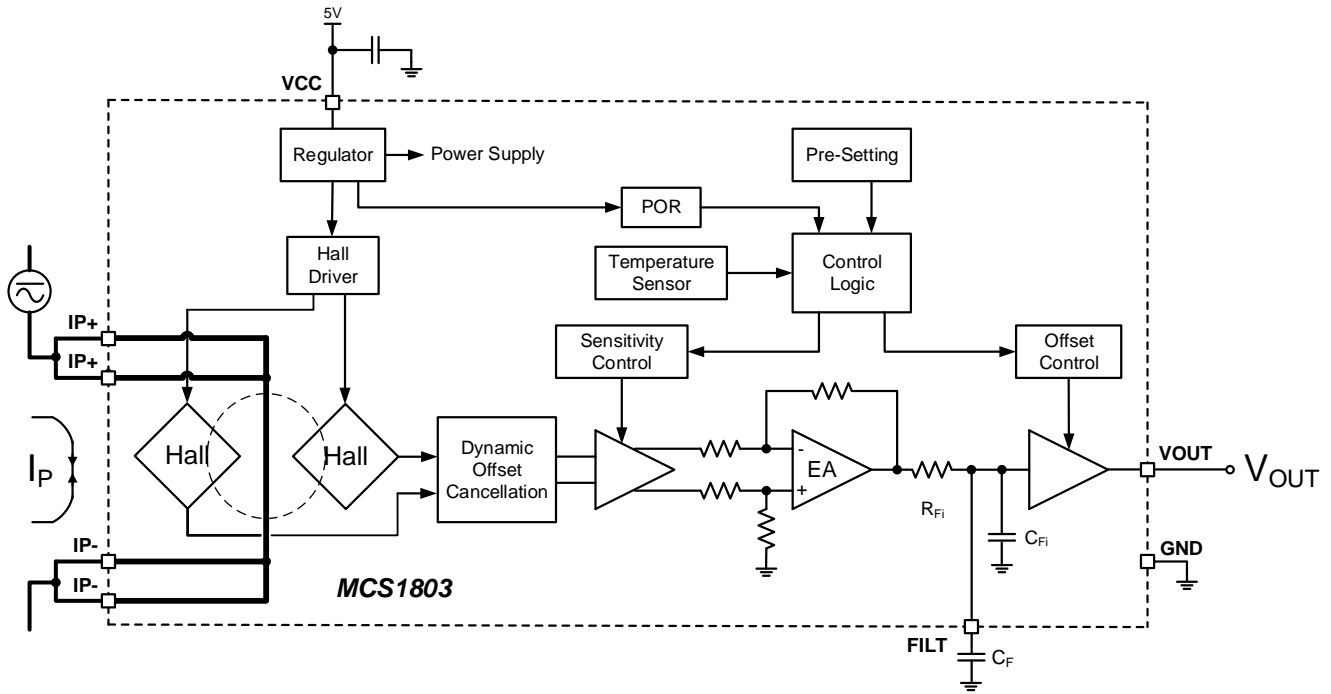 5V
VCC
Regulator
Power Supply
Pre-Setting
POR
Hall
Driver
Temperature
Sensor
Control
Logic
IP+
IP+
Sensitivity
Control
Offset
Control
Hall
Hall
Dynamic
Offset
Cancellation
-
EA
+
VOUT
VOUT
IP
RFi
CFi
GND
IP-
IP-
MCS1803
FILT
CF